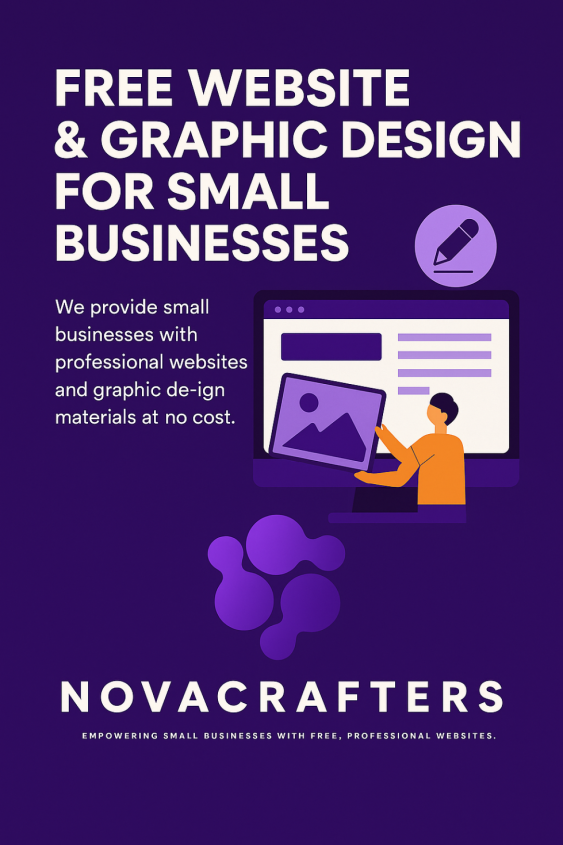 FREE WEBSITE
& GRAPHIC DESIGN
FOR SMALL
BUSINESSES
We provide small
businesses with
professional websites
and graphic de-ign
materials at no cost.
NOVACRAFTERS
EMPOWERING SMALL BUSINESSES WITH FREE, PROFESSIONAL WEBSITES.